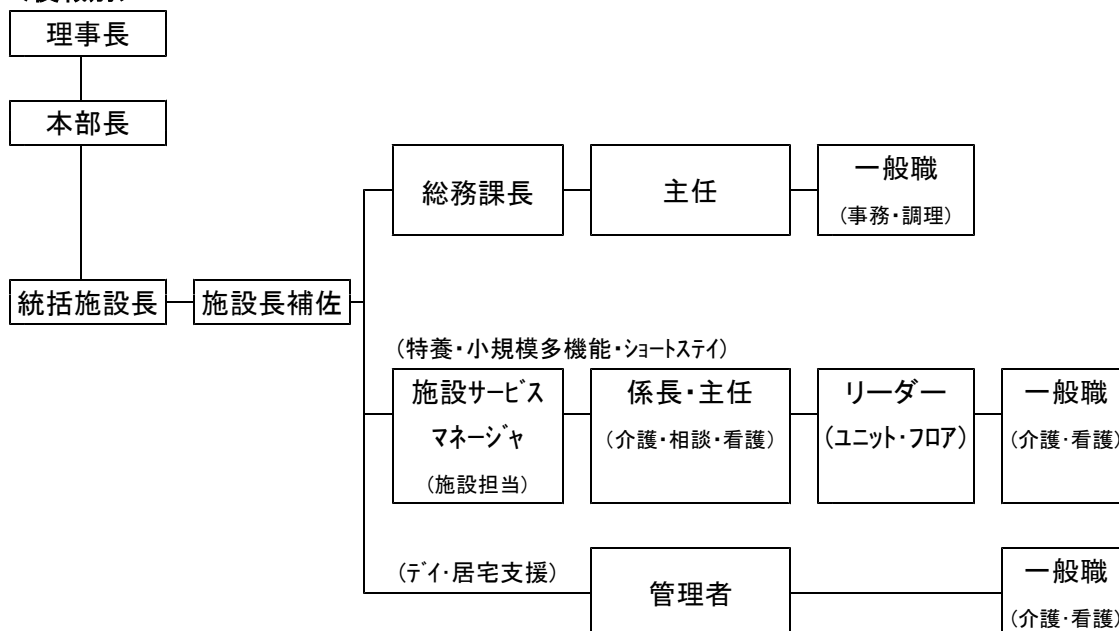 理事長
本部長
総務課長
主任
一般職
(事務・調理)
統括施設長
施設長補佐
(特養・小規模多機能・ショートステイ)
施設サービス
マネージャ
(施設担当)
係長・主任
(介護・相談・看護)
リーダー
(ユニット・フロア)
一般職
(介護・看護)
(デイ・居宅支援)
管理者
一般職
(介護・看護)